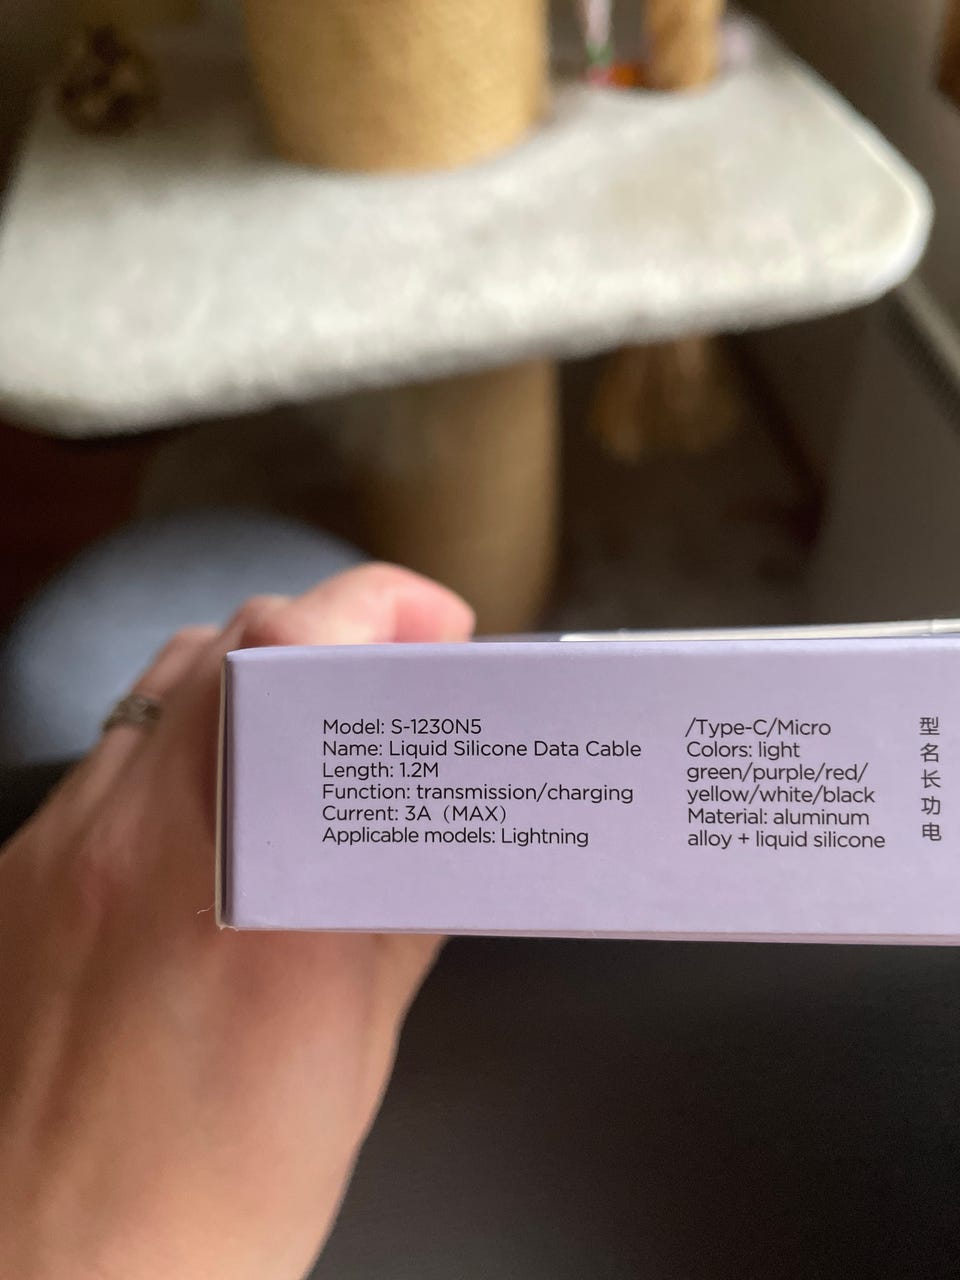 Model: S-1230N5
Name: Liquid Silicone Data Cable
Length: 1.2M
Function: transmission/charging
Current: 3A（MAX）
Applicable models: Lightning
/Type-C/Micro
Colors: light
green/purple/red/
yellow/white/black
Material: aluminum
alloy + liquid silicone
型
名
长
功
电